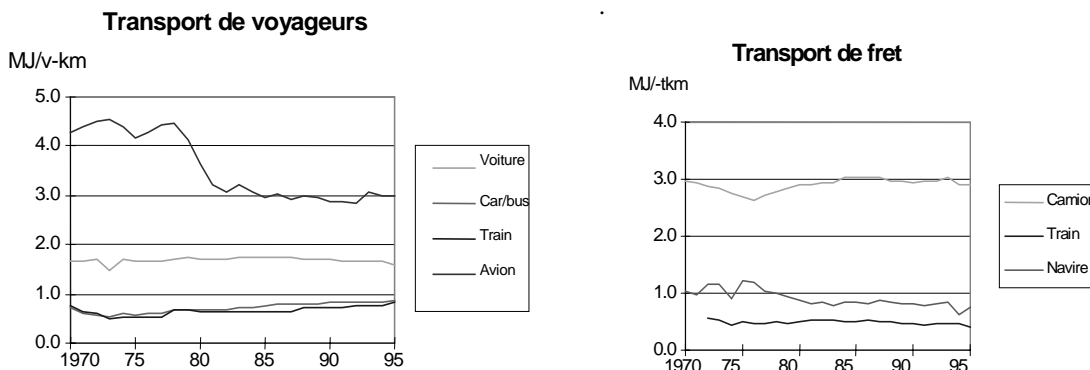 Transport de voyageurs
MJ/v-km
5.0
4.0
3.0
2.0
1.0
0.0
1970 75 80 85 90 95
Voiture
Car/bus
Train
Avion
Transport de fret
MJ/-tkm
4.0
3.0
2.0
1.0
0.0
1970 75 80 85 90 95
Camion
Train
Navire